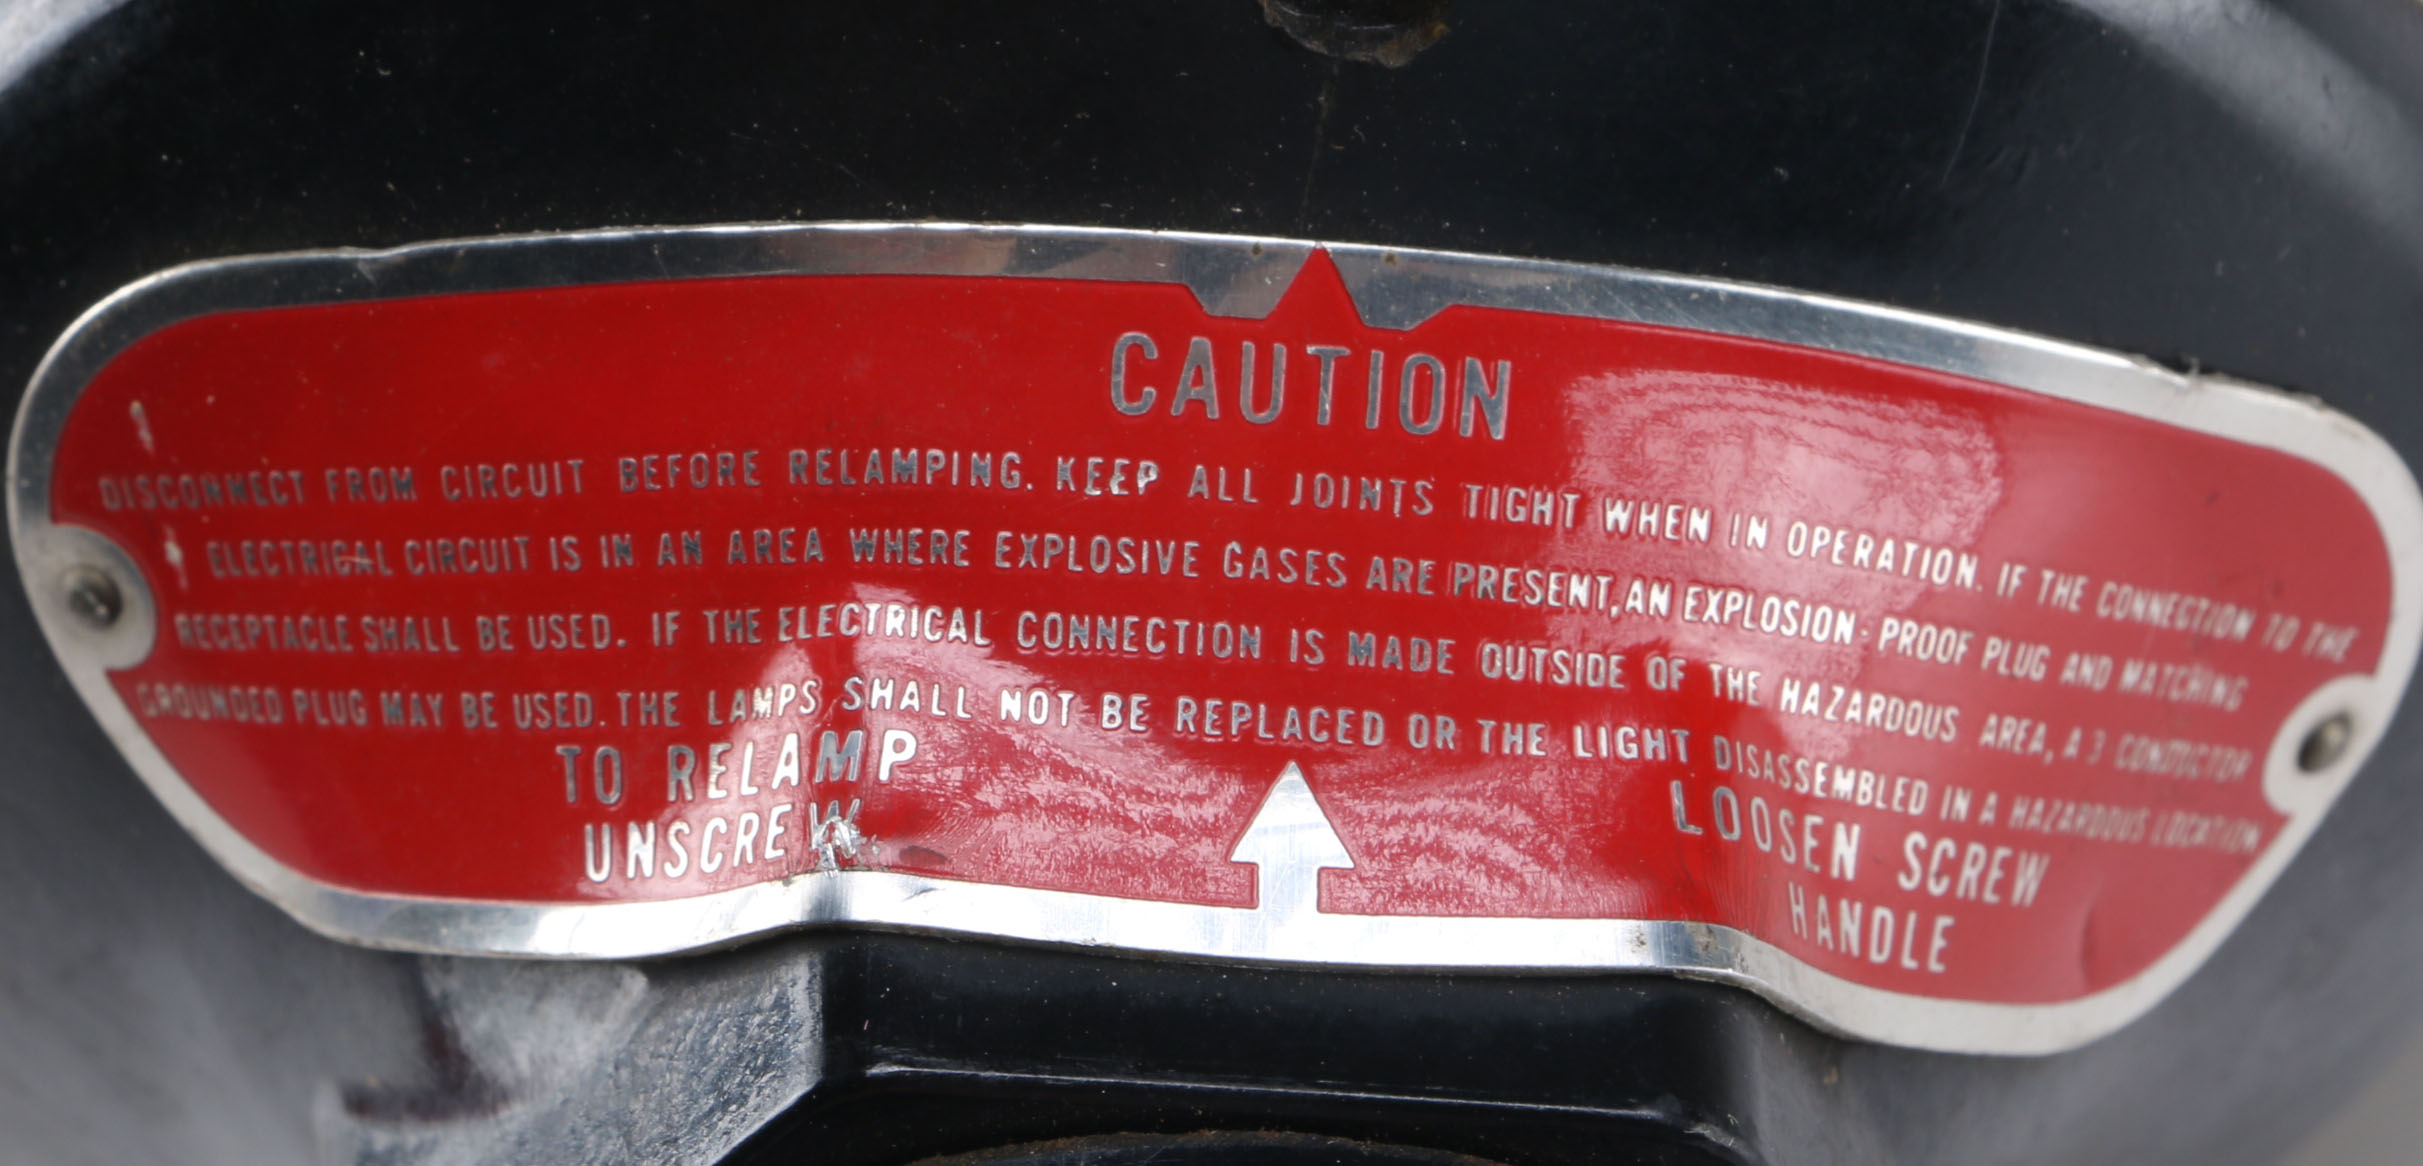 CAUTION
DISCONNECT FROM CIRCUIT BEFORE RELAMPING. KEEP ALL JOINTS TIGHT WHEN IN OPERATION. IF THE CONNECTION TO THE
ELECTRICAL CIRCUIT IS IN AN AREA WHERE EXPLOSIVE GASES ARE PRESENT, AN EXPLOSION-PROOF PLUG AND MATCHING
RECEPTACLE SHALL BE USED. IF THE ELECTRICAL CONNECTION IS MADE OUTSIDE OF THE HAZARDOUS AREA, A 3 CONDUCTOR
GROUNDED PLUG MAY BE USED. THE LAMPS SHALL NOT BE REPLACED OR THE LIGHT DISASSEMBLED IN A HAZARDOUS LOCATION
TO RELAMP
UNSCREW
LOOSEN SCREW
HANDLE